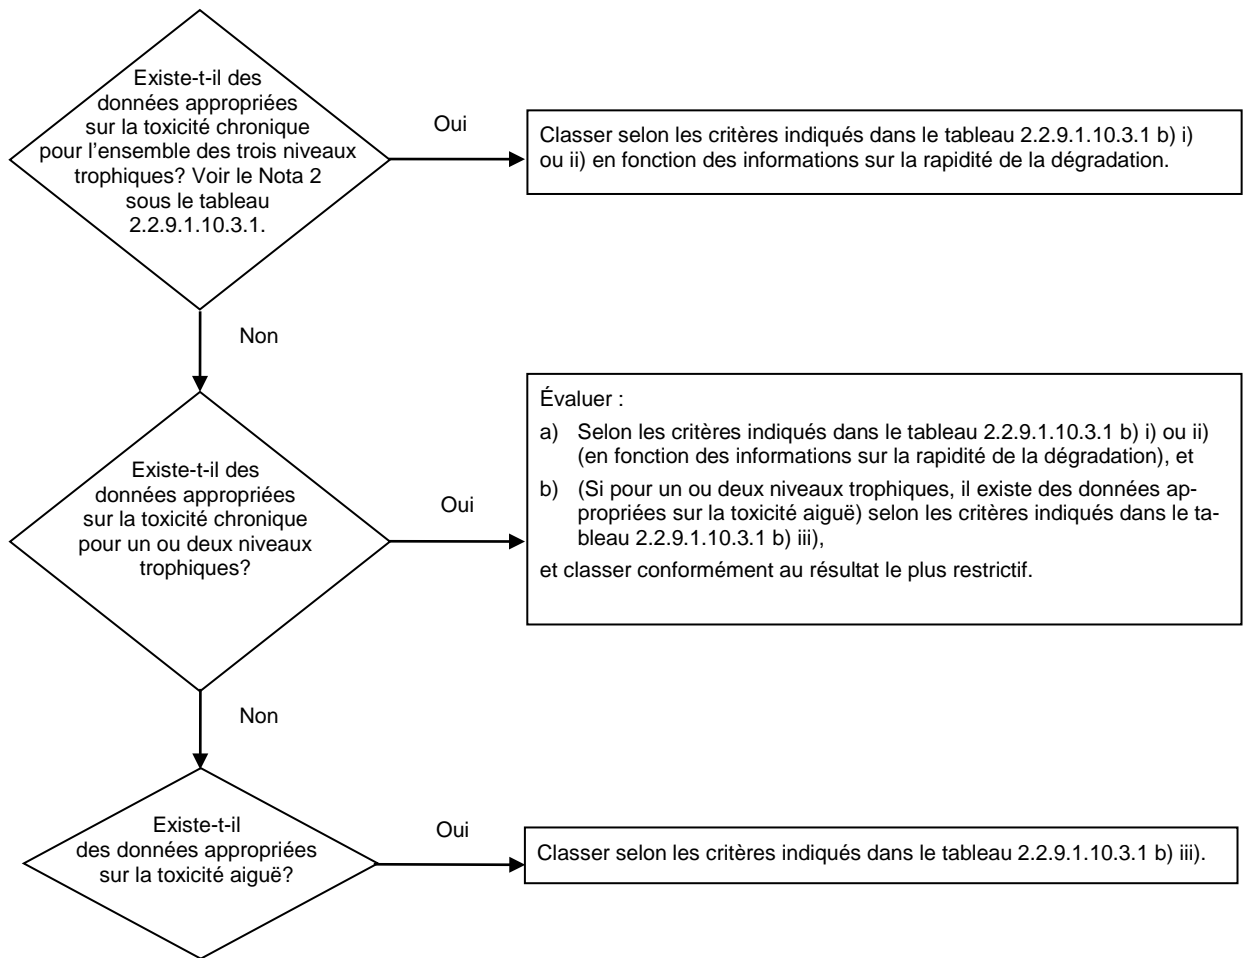 Existe-t-il des
données appropriées
sur la toxicité chronique
pour l'ensemble des trois niveaux
trophiques? Voir le Nota 2
sous le tableau
2.2.9.1.10.3.1.
Oui
Classer selon les critères indiqués dans le tableau 2.2.9.1.10.3.1 b) i)
ou ii) en fonction des informations sur la rapidité de la dégradation.
Non
Existe-t-il des
données appropriées
sur la toxicité chronique
pour un ou deux niveaux
trophiques?
Oui
Évaluer :
a) Selon les critères indiqués dans le tableau 2.2.9.1.10.3.1 b) i) ou ii)
(en fonction des informations sur la rapidité de la dégradation), et
b) (Si pour un ou deux niveaux trophiques, il existe des données ap-
propriées sur la toxicité aiguë) selon les critères indiqués dans le ta-
bleau 2.2.9.1.10.3.1 b) iii),
et classer conformément au résultat le plus restrictif.
Non
Existe-t-il
des données appropriées
sur la toxicité aiguë?
Oui
Classer selon les critères indiqués dans le tableau 2.2.9.1.10.3.1 b) iii).